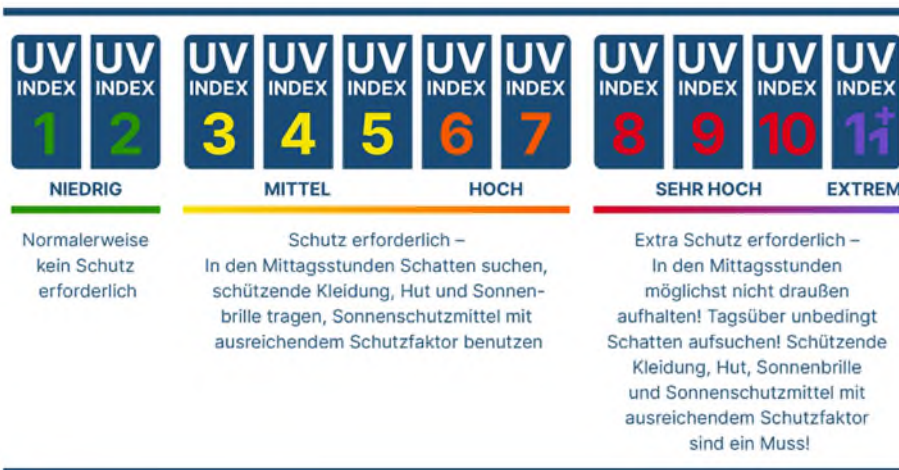 UV INDEX 1
UV INDEX 2
UV INDEX 3
UV INDEX 4
UV INDEX 5
UV INDEX 6
UV INDEX 7
UV INDEX 8
UV INDEX 9
UV INDEX 10
UV INDEX 11+
NIEDRIG
Normalerweise
kein Schutz
erforderlich
MITTEL
HOCH
Schutz erforderlich –
In den Mittagsstunden Schatten suchen,
schützende Kleidung, Hut und Sonnen-
brille tragen, Sonnenschutzmittel mit
ausreichendem Schutzfaktor benutzen
SEHR HOCH
EXTREM
Extra Schutz erforderlich –
In den Mittagsstunden
möglichst nicht draußen
aufhalten! Tagsüber unbedingt
Schatten aufsuchen! Schützende
Kleidung, Hut, Sonnenbrille
und Sonnenschutzmittel mit
ausreichendem Schutzfaktor
sind ein Muss!